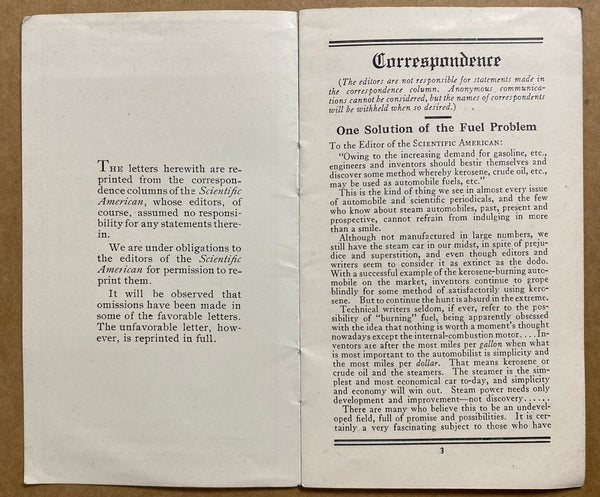 THE letters herewith are re-
printed from the correspon-
dence columns of the Scientific
American, whose editors, of
course, assumed no responsi-
bility for any statements there-
in.
We are under obligations to
the editors of the Scientific
American for permission to re-
print them.
It will be observed that
omissions have been made in
some of the favorable letters.
The unfavorable letter, how-
ever, is reprinted in full.
Correspondence
(The editors are not responsible for statements made in
the correspondence column. Anonymous communica-
tions cannot be considered, but the names of correspondents
will be withheld when so desired.)
One Solution of the Fuel Problem
To the Editor of the SCIENTIFIC AMERICAN:
"Owing to the increasing demand for gasoline, etc.,
engineers and inventors should bestir themselves and
discover some method whereby kerosene, crude oil, etc.,
may be used as automobile fuels, etc."
This is the kind of thing we see in almost every issue
of automobile and scientific periodicals, and the few
who know about steam automobiles, past, present and
prospective, cannot refrain from indulging in more
than a smile.
Although not manufactured in large numbers, we
still have the steam car in our midst, in spite of preju-
dice and superstition, and even though editors and
writers seem to consider it as extinct as the dodo.
With a successful example of the kerosene-burning auto-
mobile on the market, inventors continue to grope
blindly for some method of satisfactorily using kero-
sene. But to continue the hunt is absurd in the extreme.
Technical writers seldom, if ever, refer to the pos-
sibility of "burning" fuel, being apparently obsessed
with the idea that nothing is worth a moment's thought
nowadays except the internal-combustion motor....In-
ventors are after the most miles per gallon when what
is most important to the automobilist is simplicity and
the most miles per dollar. That means kerosene or
crude oil and the steamers. The steamer is the sim-
plest and most economical car to-day, and simplicity
and economy will win out. Steam power needs only
development and improvement—not discovery......
There are many who believe this to be an undevel-
oped field, full of promise and possibilities. It is cer-
tainly a very fascinating subject to those who have
3